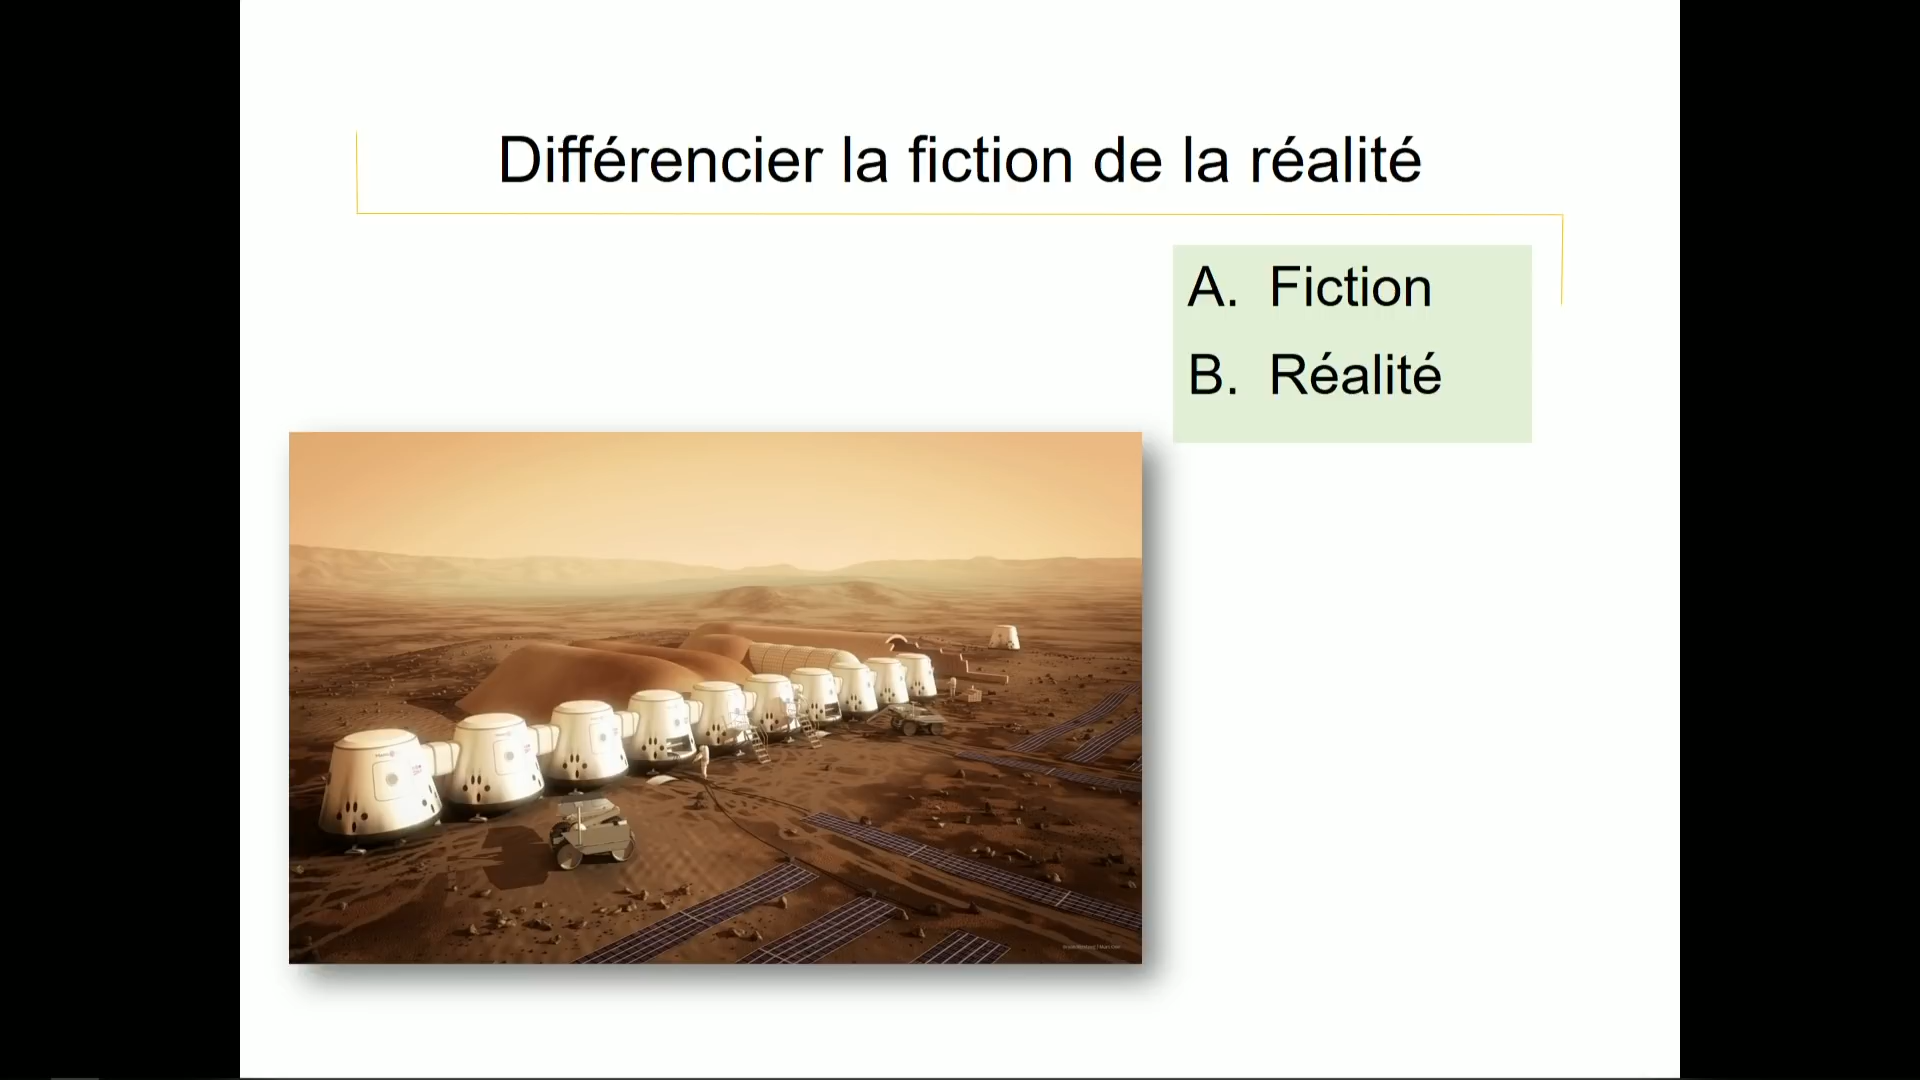 Différencier la fiction de la réalité
A. Fiction
B. Réalité